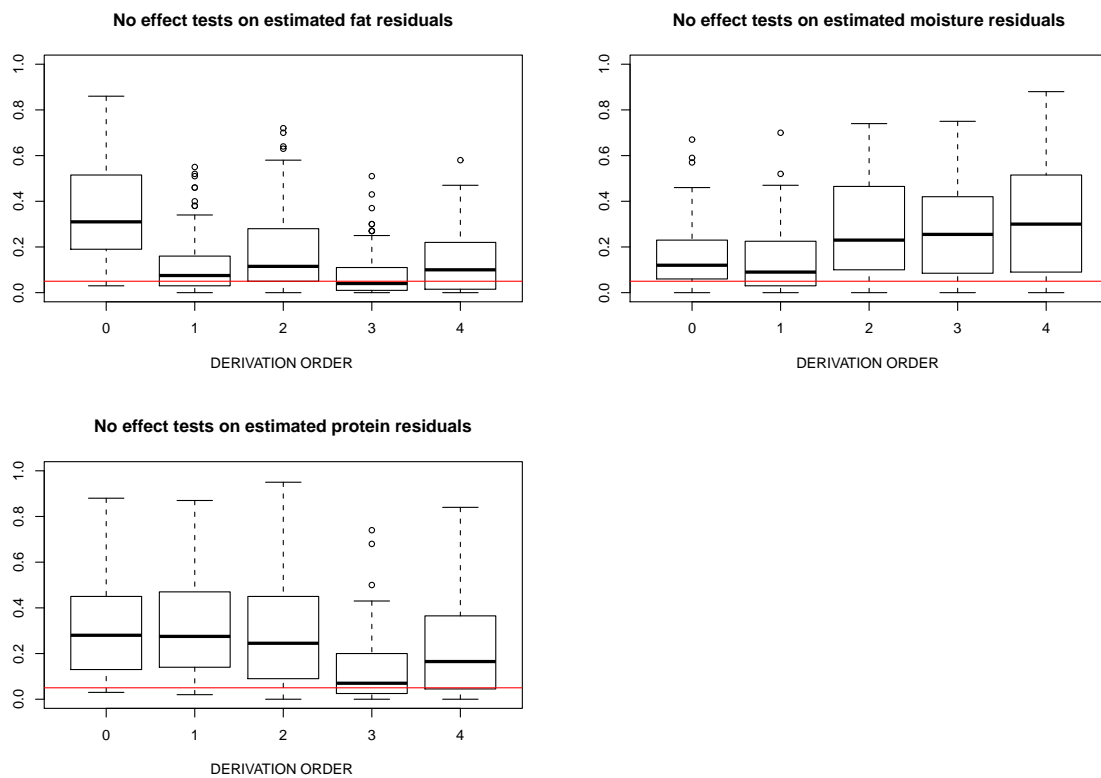 No effect tests on estimated fat residuals
1.0
0.8
0.6
0.4
0.2
0.0
0 1 2 3 4
DERIVATION ORDER
No effect tests on estimated moisture residuals
1.0
0.8
0.6
0.4
0.2
0.0
0 1 2 3 4
DERIVATION ORDER
No effect tests on estimated protein residuals
1.0
0.8
0.6
0.4
0.2
0.0
0 1 2 3 4
DERIVATION ORDER